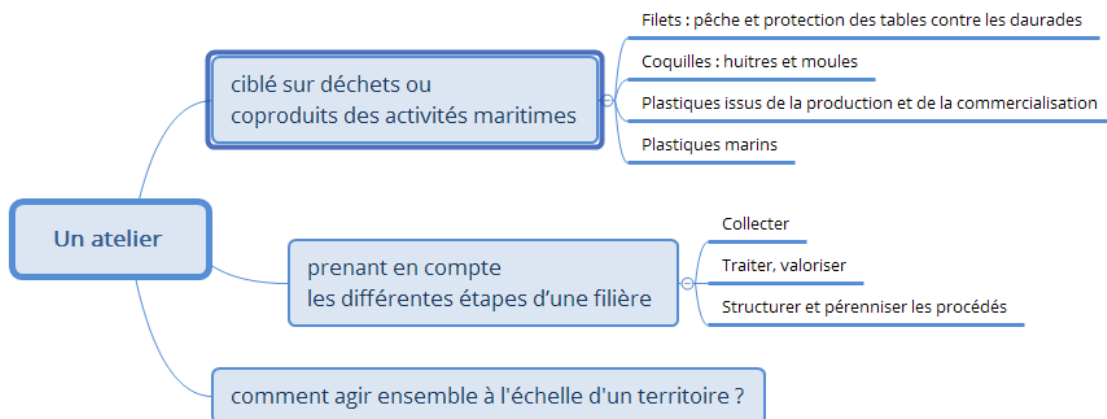 Un atelier
ciblé sur déchets ou
coproduits des activités maritimes
Filets : pêche et protection des tables contre les daurades
Coquilles : huitres et moules
Plastiques issus de la production et de la commercialisation
Plastiques marins
prenant en compte
les différentes étapes d’une filière
Collecter
Traiter, valoriser
Structurer et pérenniser les procédés
comment agir ensemble à l'échelle d'un territoire ?